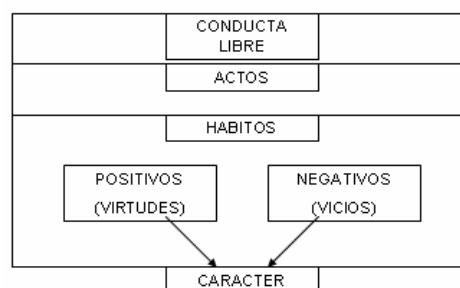 CONDUCTA
LIBRE
ACTOS
HABITOS
POSITIVOS
(VIRTUDES)
NEGATIVOS
(VICIOS)
CARACTER